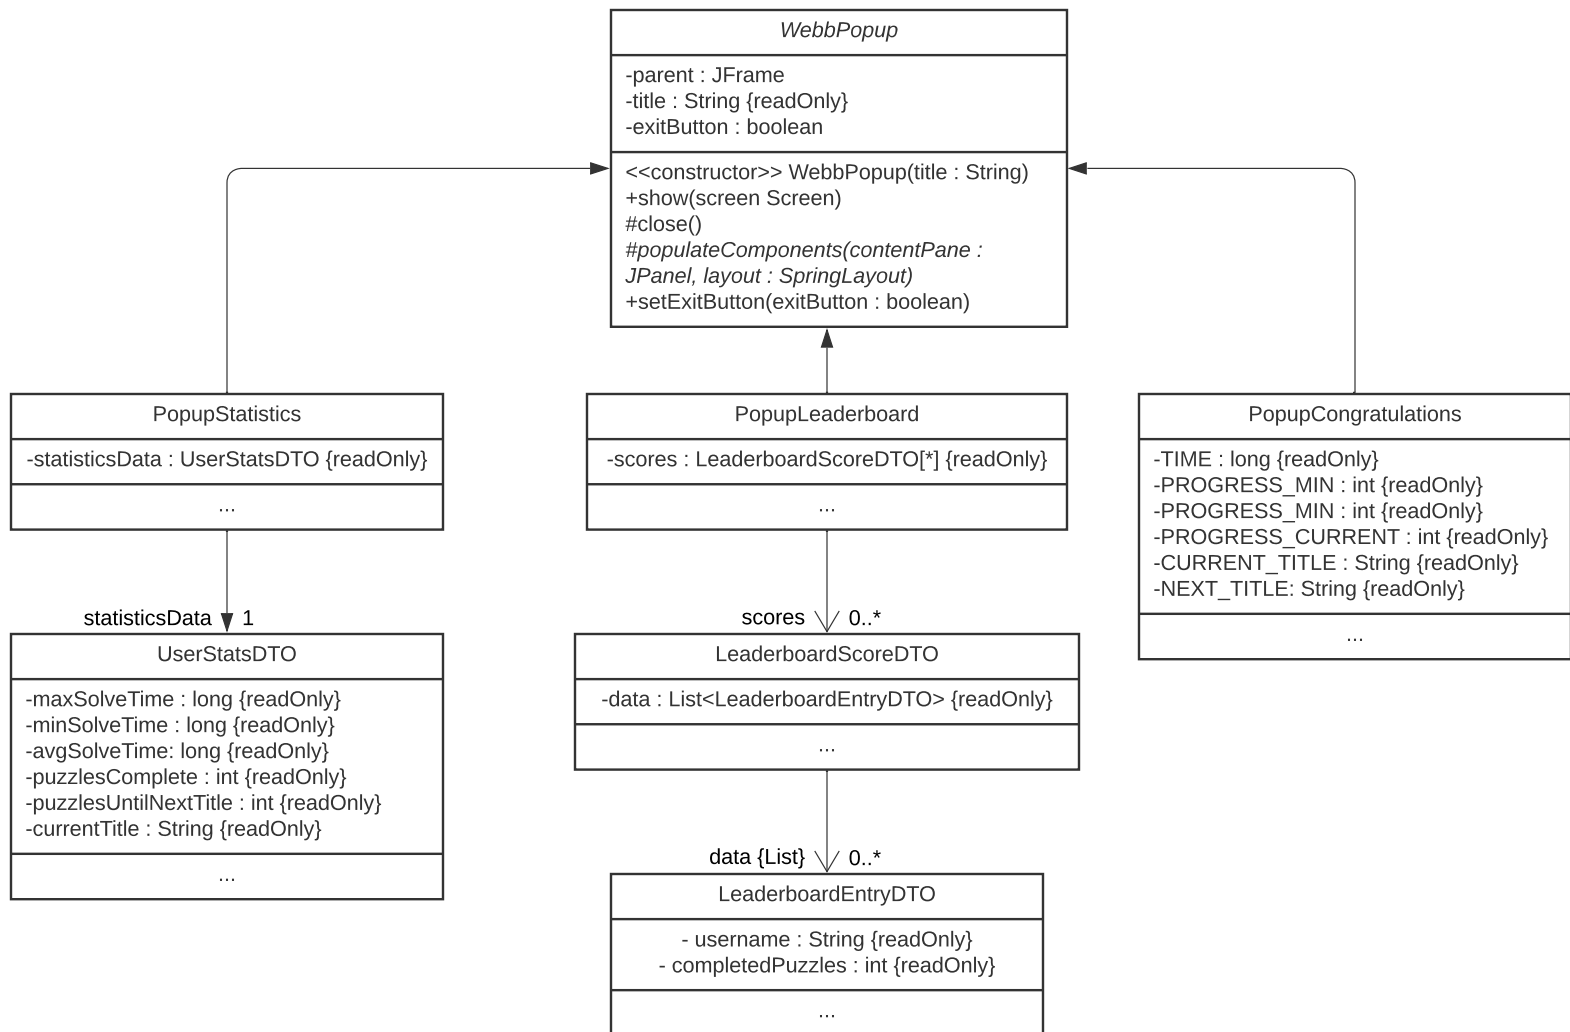 WebbPopup
-parent : JFrame
-title : String {readOnly}
-exitButton : boolean
<<constructor>> WebbPopup(title : String)
+show(screen Screen)
#close()
#populateComponents(contentPane :
JPanel, layout : SpringLayout)
+setExitButton(exitButton : boolean)
PopupStatistics
-statisticsData : UserStatsDTO {readOnly}
...
PopupLeaderboard
-scores : LeaderboardScoreDTO[*] {readOnly}
...
PopupCongratulations
-TIME : long {readOnly}
-PROGRESS_MIN : int {readOnly}
-PROGRESS_MIN : int {readOnly}
-PROGRESS_CURRENT : int {readOnly}
-CURRENT_TITLE : String {readOnly}
-NEXT_TITLE: String {readOnly}
...
statisticsData 1
UserStatsDTO
-maxSolveTime : long {readOnly}
-minSolveTime : long {readOnly}
-avgSolveTime: long {readOnly}
-puzzlesComplete : int {readOnly}
-puzzlesUntilNextTitle : int {readOnly}
-currentTitle : String {readOnly}
...
scores 0..*
LeaderboardScoreDTO
-data : List<LeaderboardEntryDTO> {readOnly}
...
data {List} 0..*
LeaderboardEntryDTO
- username : String {readOnly}
- completedPuzzles : int {readOnly}
...